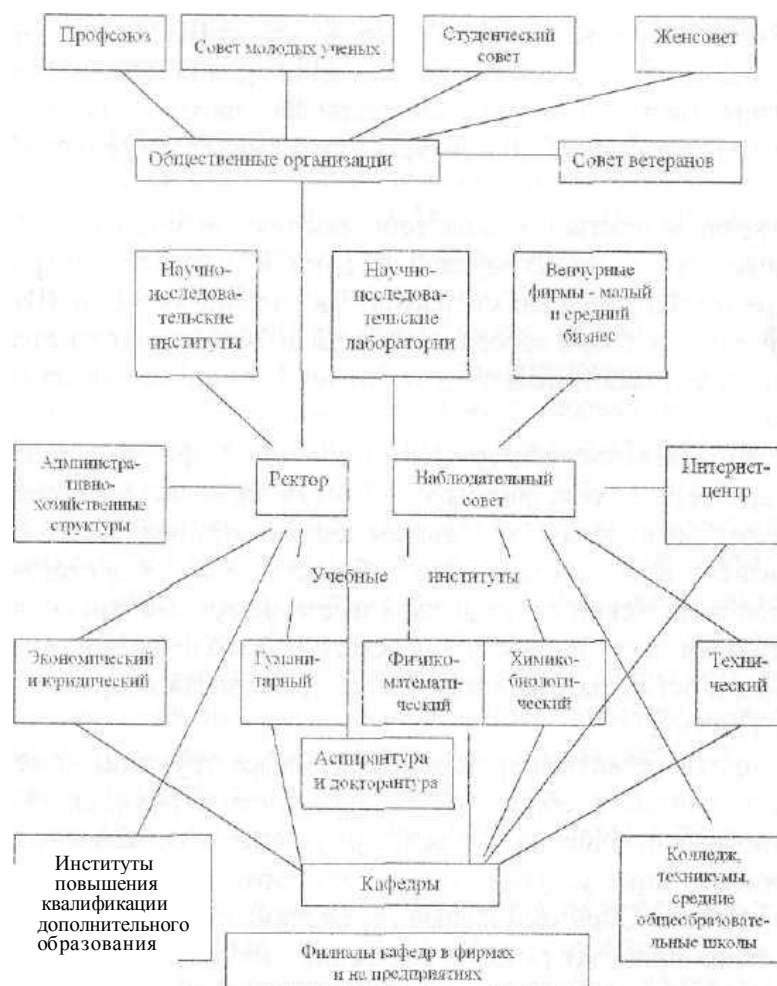 Профсоюз
Совет молодых ученых
Студенческий
совет
Женсовет
Общественные организации
Совет ветеранов
Научно-
исследова-
тельские
институты
Научно-
исследова-
тельские
лаборатории
Венчурные
фирмы - малый
и средний
бизнес
Администра-
тивно-
хозяйственные
структуры
Ректор
Наблюдательный
совет
Интернет-
центр
Учебные институты
Экономический
и юридический
Гумани-
тарный
Физико-
математи-
ческий
Химико-
биологи-
ческий
Техни-
ческий
Аспирантура
и докторантура
Институты
повышения
квалификации
дополнительного
образования
Кафедры
Колледж,
техникумы,
средние
общеобразова-
тельные школы
Филиалы кафедр в фирмах
и на предприятиях